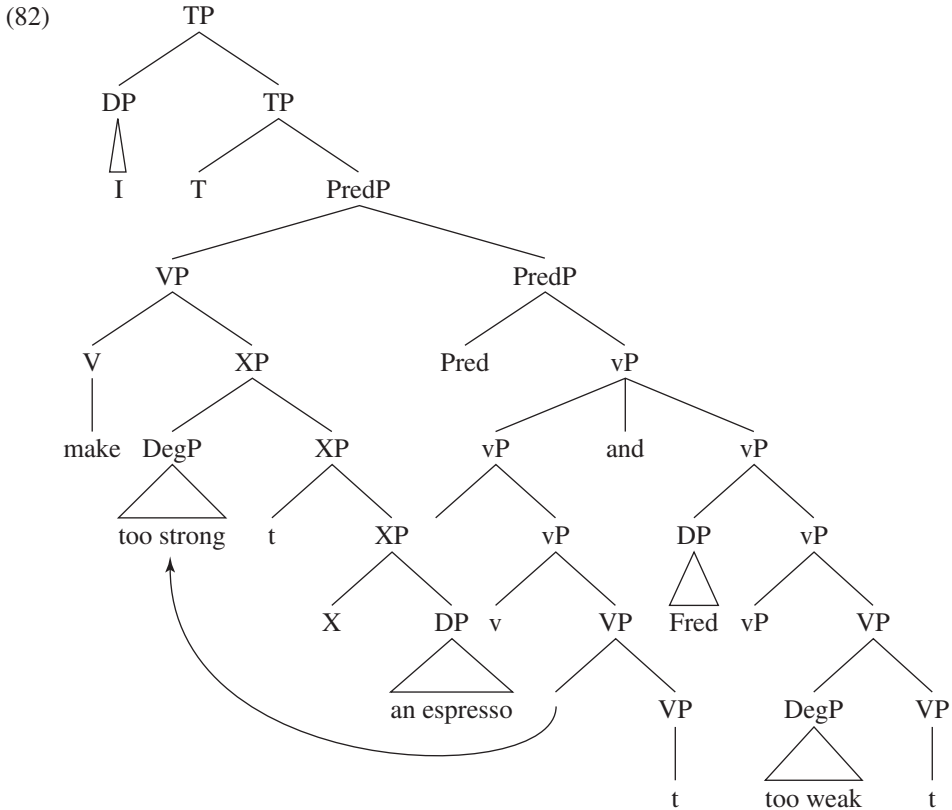 (82) TP
DP TP
I T PredP
VP PredP
V XP Pred vP
make DegP XP vP and vP
too strong t XP vP DP vP
X DP v VP Fred vP VP
an espresso VP DegP VP
t too weak t